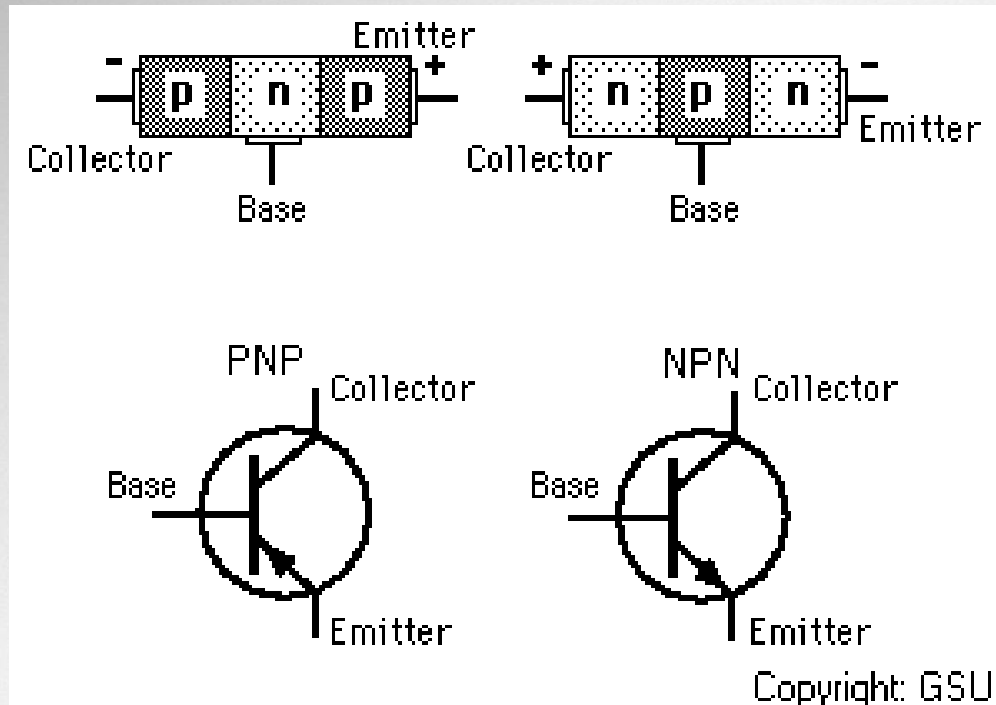 Emitter
- +
p n p
Collector
Base
+ -
n p n
Emitter
Collector
Base
PNP
Collector
Base
Emitter
NPN
Collector
Base
Emitter
Copyright: GSU